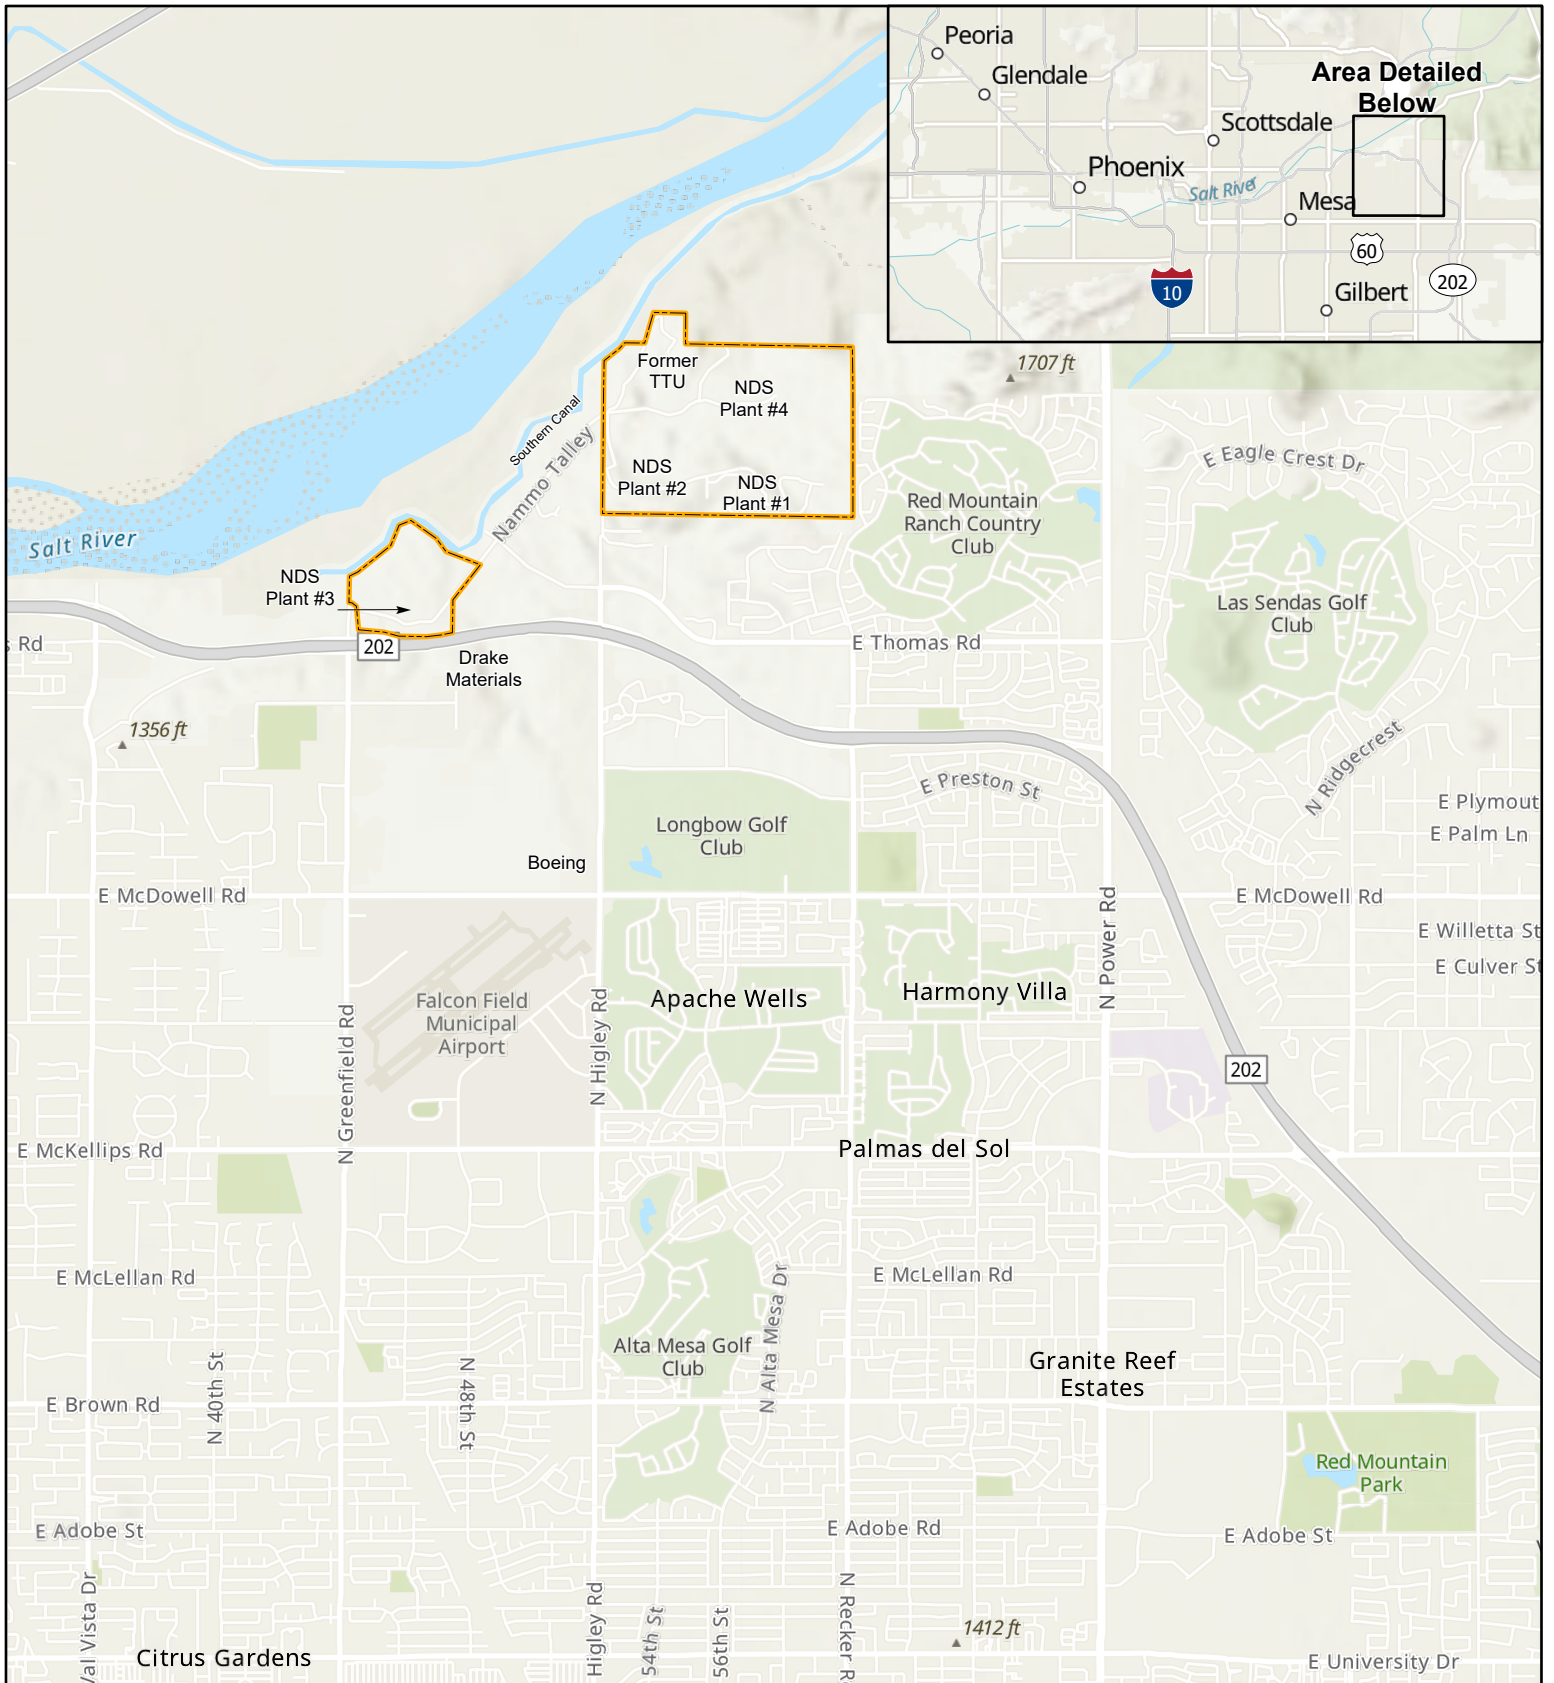 Peoria
Glendale
Area Detailed
Below
Scottsdale
Phoenix
Salt River
Mesa
60
10
202
Gilbert
1707 ft
Former
TTU
NDS
Plant #4
Southern Canal
Nammo Talley
NDS
Plant #2
NDS
Plant #1
Red Mountain
Ranch Country
Club
E Eagle Crest Dr
Salt River
NDS
Plant #3
Las Sendas Golf
Club
s Rd
202
E Thomas Rd
Drake
Materials
1356 ft
N Ridgecrest
E Preston St
E Plymout
E Palm Ln
Longbow Golf
Club
Boeing
E McDowell Rd
E McDowell Rd
E Willetta St
E Culver St
N Power Rd
Apache Wells
Harmony Villa
Falcon Field
Municipal
Airport
N Greenfield Rd
N Higley Rd
202
E McKellips Rd
Palmas del Sol
E McLellan Rd
E McLellan Rd
N Alta Mesa Dr
Alta Mesa Golf
Club
Granite Reef
Estates
N 40th St
N 48th St
E Brown Rd
Red Mountain
Park
E Adobe St
E Adobe Rd
E Adobe St
Val Vista Dr
Higley Rd
54th St
56th St
N Recker R
1412 ft
Citrus Gardens
E University Dr